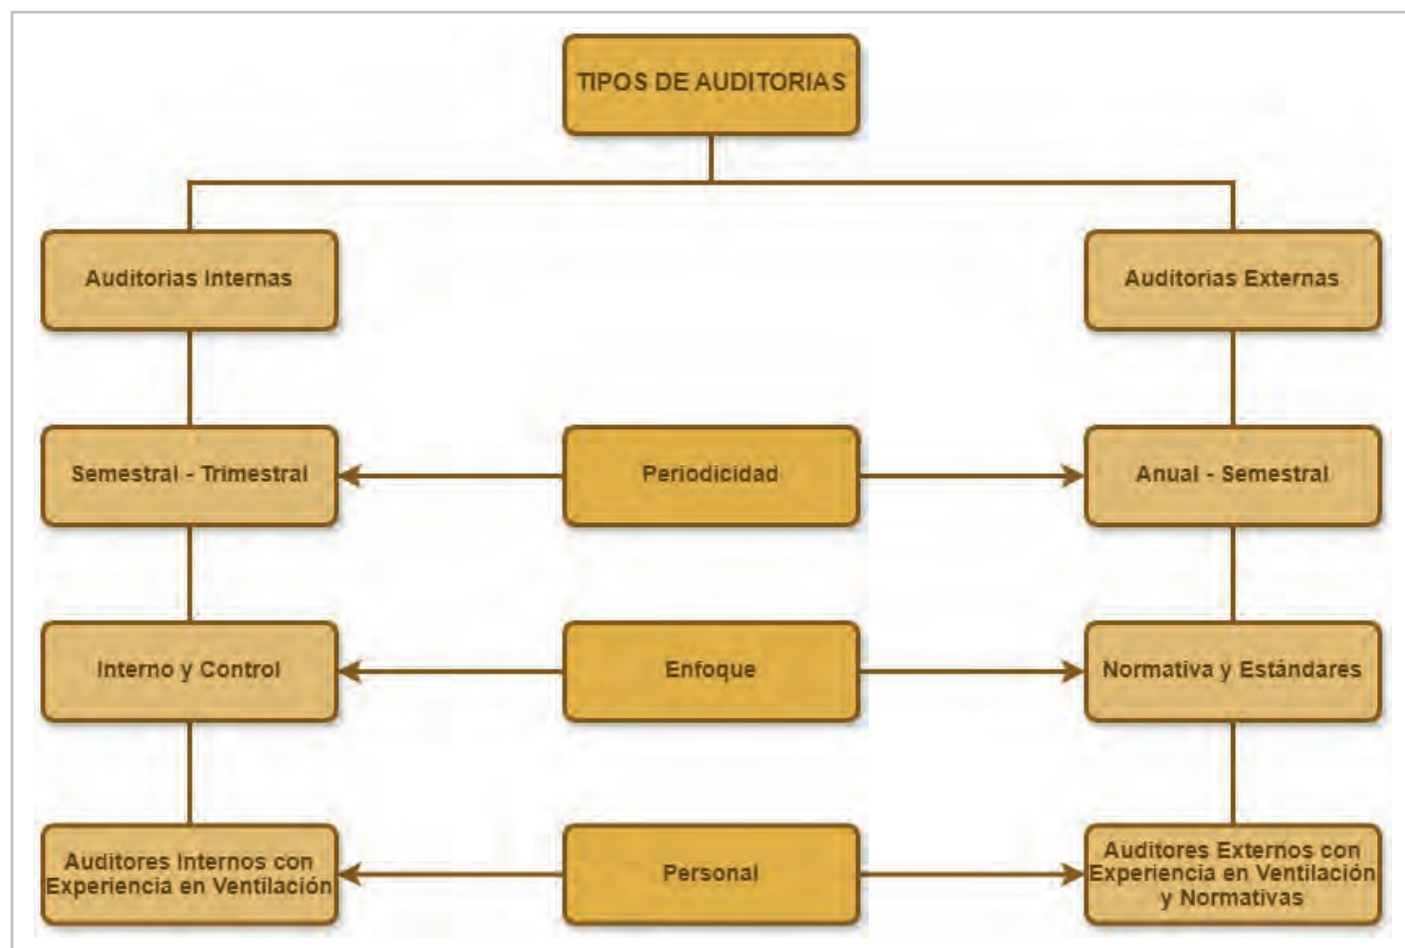 TIPOS DE AUDITORIAS
Auditorias Internas
Auditorias Externas
Semestral - Trimestral
Periodicidad
Anual - Semestral
Interno y Control
Enfoque
Normativa y Estándares
Auditores Internos con
Experiencia en Ventilación
Personal
Auditores Externos con
Experiencia en Ventilación
y Normativas